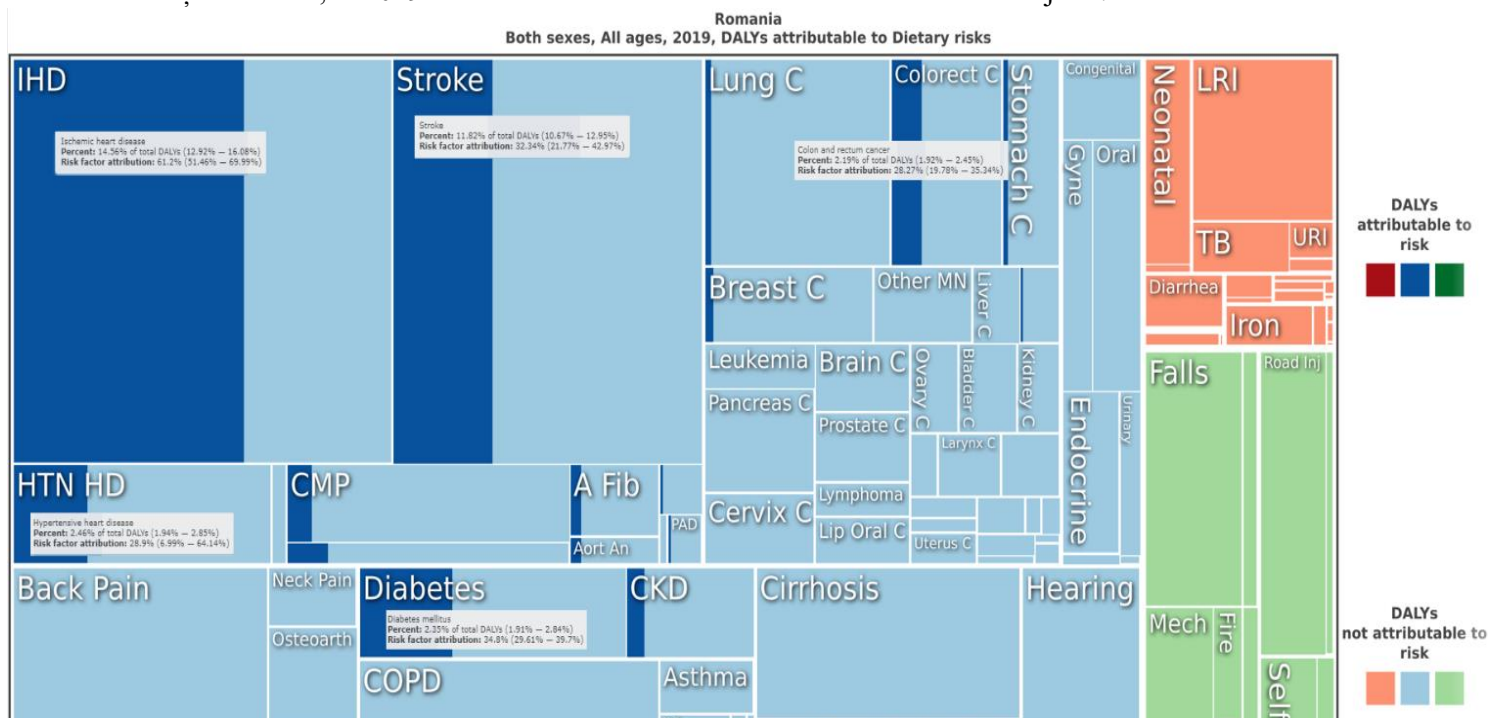 Romania
Both sexes, All ages, 2019, DALYs attributable to Dietary risks
IHD
Ischemic heart disease
Percent: 14.56% of total DALYs (12.92% — 16.08%)
Risk factor attribution: 61.2% (51.46% — 69.99%)
Stroke
Stroke
Percent: 11.82% of total DALYs (10.67% — 12.95%)
Risk factor attribution: 32.34% (21.77% — 42.97%)
Lung C
Colorect C
Colon and rectum cancer
Percent: 2.19% of total DALYs (1.92% — 2.45%)
Risk factor attribution: 28.27% (19.78% — 35.34%)
Stomach C
Congenital
Gyne
Oral
Neonatal
LRI
TB
URI
Diarrhea
Iron
DALYs
attributable to
risk
Breast C
Other MN
Liver C
Leukemia
Brain C
Ovary C
Bladder C
Kidney C
Pancreas C
Prostate C
Larynx C
Endocrine
Urinary
Falls
Road Inj
HTN HD
Hypertensive heart disease
Percent: 2.46% of total DALYs (1.94% — 2.85%)
Risk factor attribution: 28.9% (6.99% — 64.14%)
CMP
A Fib
PAD
Aort An
Cervix C
Lymphoma
Lip Oral C
Uterus C
Back Pain
Neck Pain
Osteoarth
Diabetes
Diabetes mellitus
Percent: 2.35% of total DALYs (1.91% — 2.84%)
Risk factor attribution: 34.8% (29.61% — 39.7%)
CKD
COPD
Asthma
Cirrhosis
Hearing
Mech
Fire
Self
DALYs
not attributable to
risk